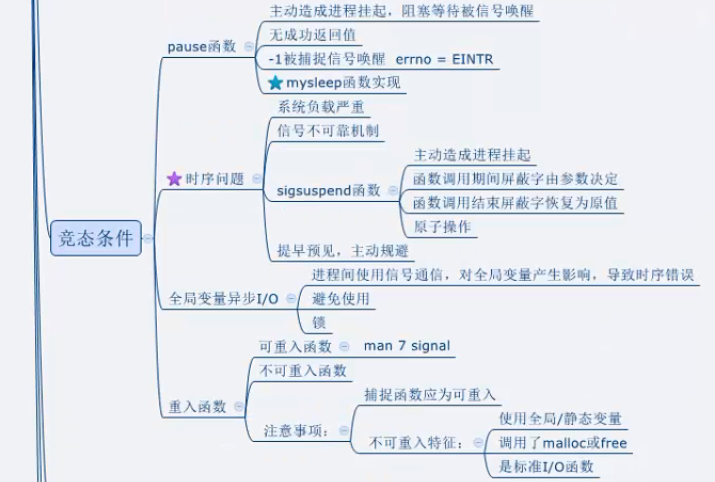 竞态条件
pause函数
主动造成进程挂起，阻塞等待被信号唤醒
无成功返回值
-1被捕捉信号唤醒 errno = EINTR
mysleep函数实现
时序问题
系统负载严重
信号不可靠机制
sigsuspend函数
主动造成进程挂起
函数调用期间屏蔽字由参数决定
函数调用结束屏蔽字恢复为原值
原子操作
提早预见，主动规避
全局变量异步I/O
进程间使用信号通信，对全局变量产生影响，导致时序错误
避免使用
锁
重入函数
可重入函数
man 7 signal
不可重入函数
注意事项：
捕捉函数应为可重入
不可重入特征：
使用全局/静态变量
调用了malloc或free
是标准I/O函数